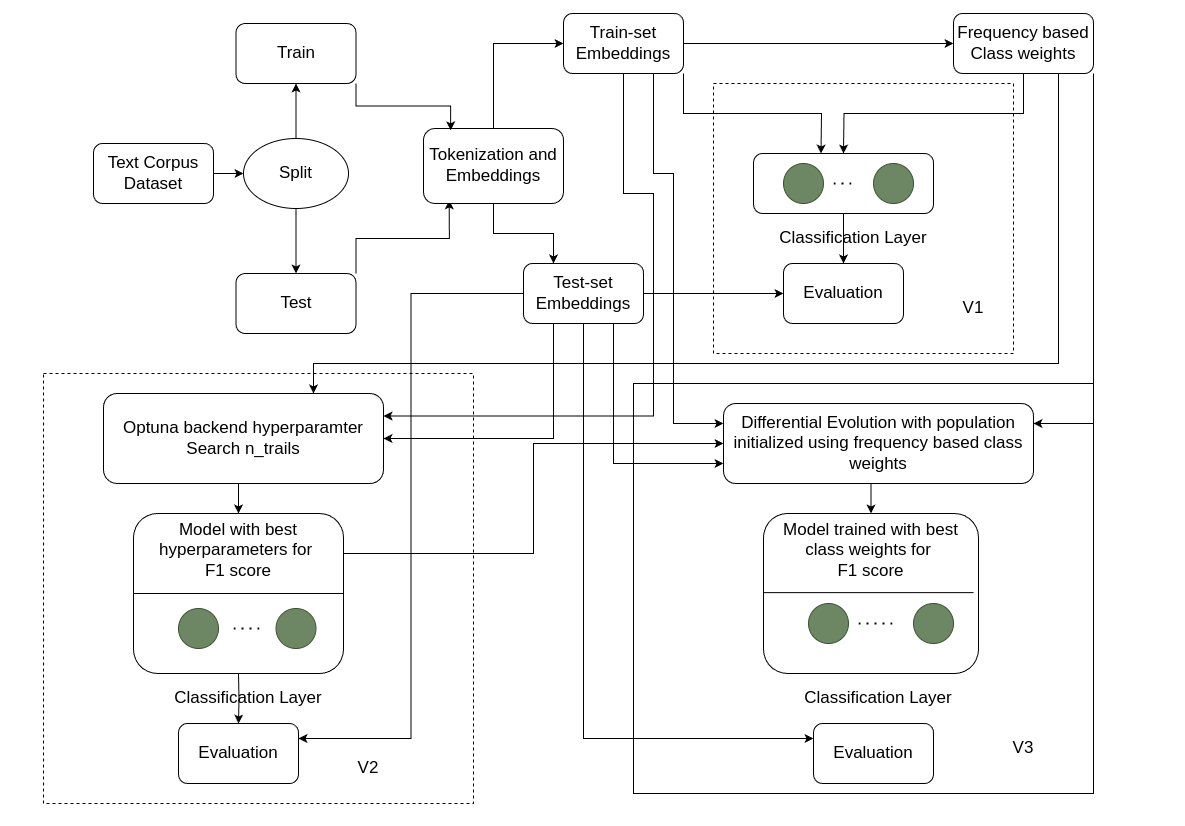 Train
Train-set
Embeddings
Frequency based
Class weights
Text Corpus
Dataset
Split
Tokenization and
Embeddings
...
Classification Layer
Test
Test-set
Embeddings
Evaluation
V1
Optuna backend hyperparamter
Search n_trails
Differential Evolution with population
initialized using frequency based class
weights
Model with best
hyperparameters for
F1 score
....
Classification Layer
Evaluation
V2
Model trained with best
class weights for
F1 score
.....
Classification Layer
Evaluation
V3